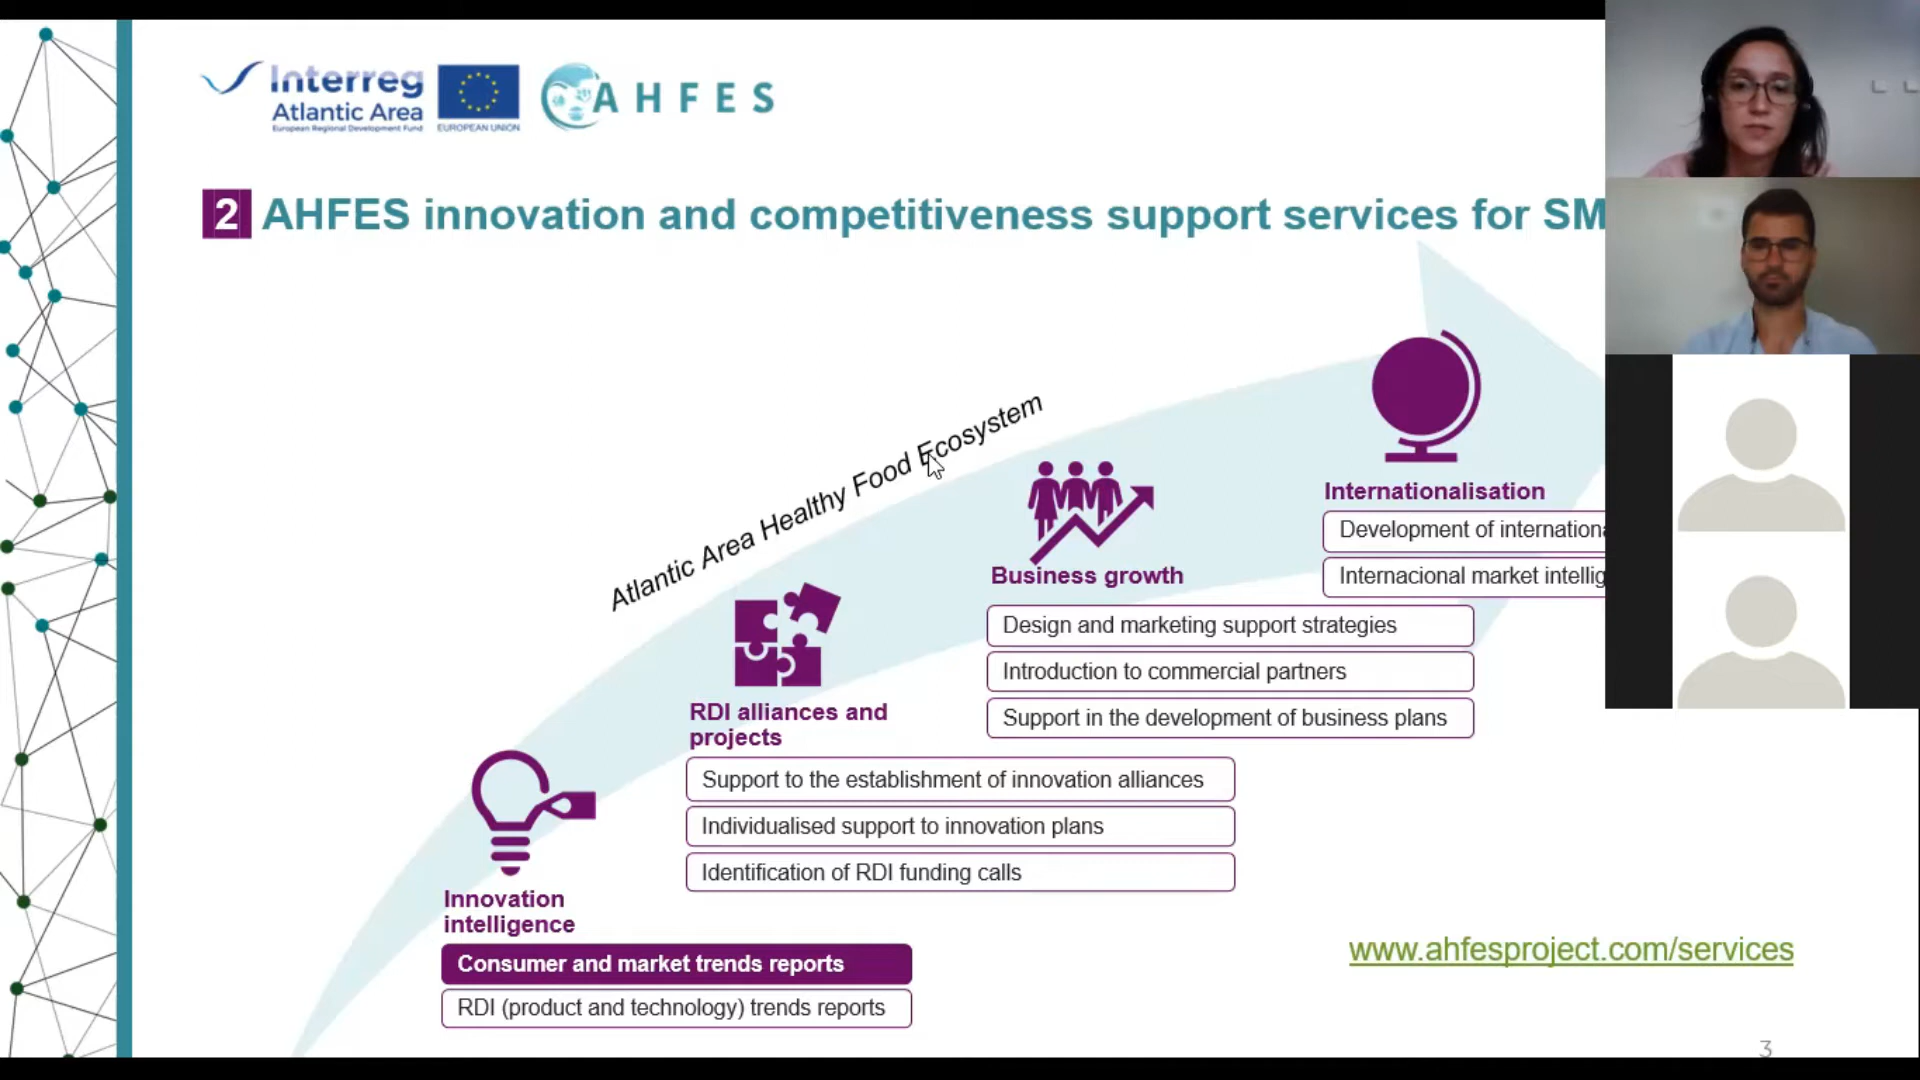 Interreg
Atlantic Area
European Regional Development Fund
EUROPEAN UNION
AHFES
2 AHFES innovation and competitiveness support services for SM
Atlantic Area Healthy Food Ecosystem
Internationalisation
Development of internationa
Internacional market intellig
Business growth
Design and marketing support strategies
Introduction to commercial partners
Support in the development of business plans
RDI alliances and
projects
Support to the establishment of innovation alliances
Individualised support to innovation plans
Identification of RDI funding calls
Innovation
intelligence
Consumer and market trends reports
RDI (product and technology) trends reports
www.ahfesproject.com/services
3